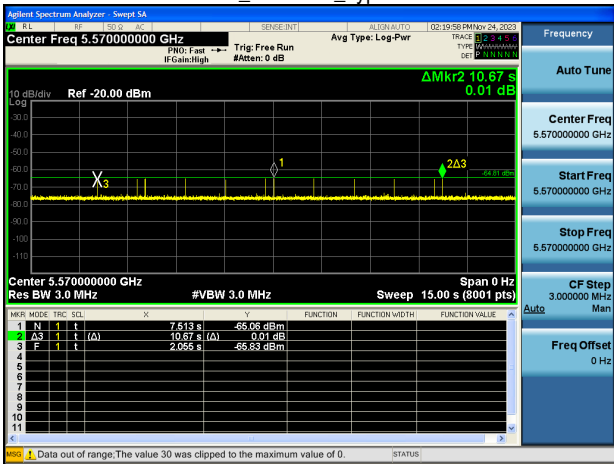 Agilent Spectrum Analyzer - Swept SA
RL RF 50 Ω AC SENSE:INT ALIGN AUTO 02:19:58 PM Nov 24, 2023
Center Freq 5.570000000 GHz
PNO: Fast
IFGain:High
Trig: Free Run
#Atten: 0 dB
Avg Type: Log-Pwr
TRACE 1 2 3 4 5 6
TYPE
DET P N N N N N
Frequency
ΔMkr2 10.67 s
0.01 dB
10 dB/div Ref -20.00 dBm
Log
-30.0
-40.0
-50.0
-60.0
-70.0
-80.0
-90.0
-100
-110
1
2Δ3
3
-64.81 dBm
Center 5.570000000 GHz Span 0 Hz
Res BW 3.0 MHz #VBW 3.0 MHz Sweep 15.00 s (8001 pts)
MKR MODE TRC SCL X Y FUNCTION FUNCTION WIDTH FUNCTION VALUE
1 N 1 t 7.513 s -65.06 dBm
2 Δ3 1 t (Δ) 10.67 s (Δ) 0.01 dB
3 F 1 t 2.055 s -65.83 dBm
4
5
6
7
8
9
10
11
Auto Tune
Center Freq
5.570000000 GHz
Start Freq
5.570000000 GHz
Stop Freq
5.570000000 GHz
CF Step
3.000000 MHz
Auto Man
Freq Offset
0 Hz
MSG Data out of range;The value 30 was clipped to the maximum value of 0. STATUS